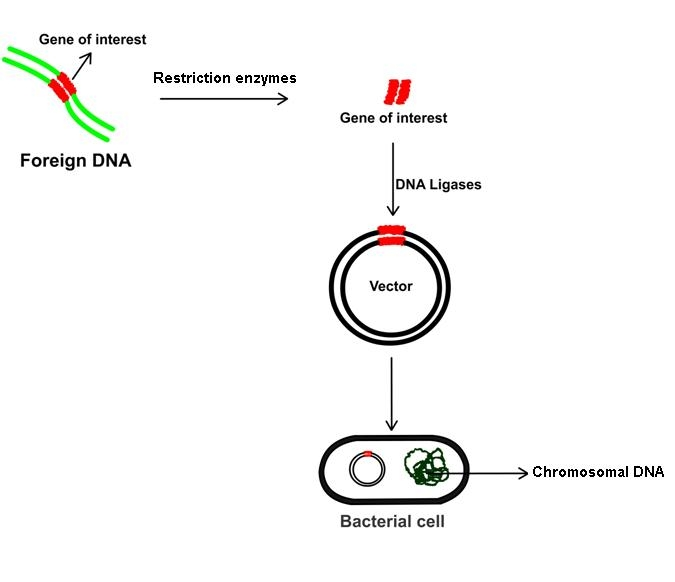 Gene of interest
Restriction enzymes
Foreign DNA
Gene of interest
DNA Ligases
Vector
Chromosomal DNA
Bacterial cell